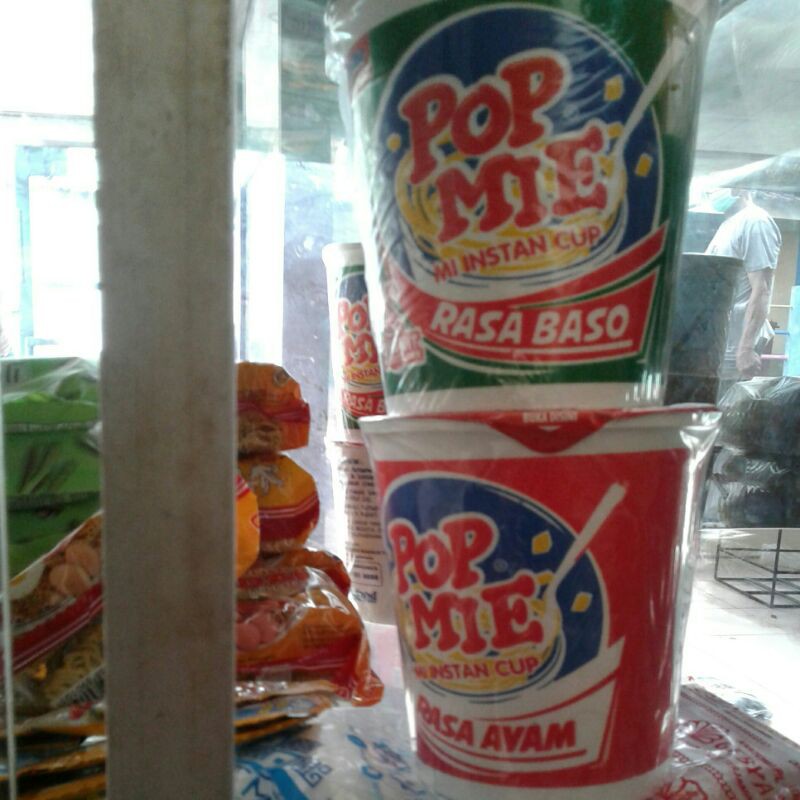 POP
MIE
MI INSTAN CUP
RASA BASO
BUKA DISINI
POP
MIE
MI INSTAN CUP
RASA AYAM